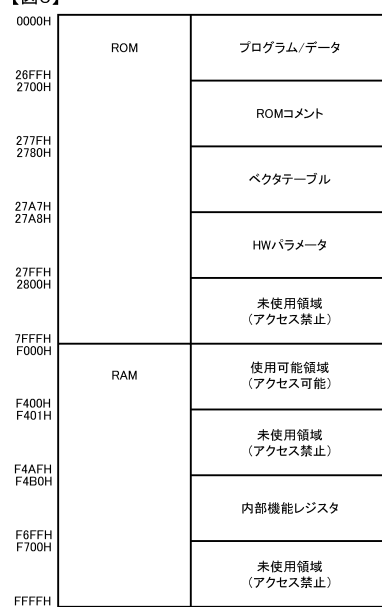 0000H
ROM
プログラム/データ
26FFH
2700H
ROMコメント
277FH
2780H
ベクタテーブル
27A7H
27A8H
HWパラメータ
27FFH
2800H
未使用領域
(アクセス禁止)
7FFFH
F000H
RAM
使用可能領域
(アクセス可能)
F400H
F401H
未使用領域
(アクセス禁止)
F4AFH
F4B0H
内部機能レジスタ
F6FFH
F700H
未使用領域
(アクセス禁止)
FFFFH